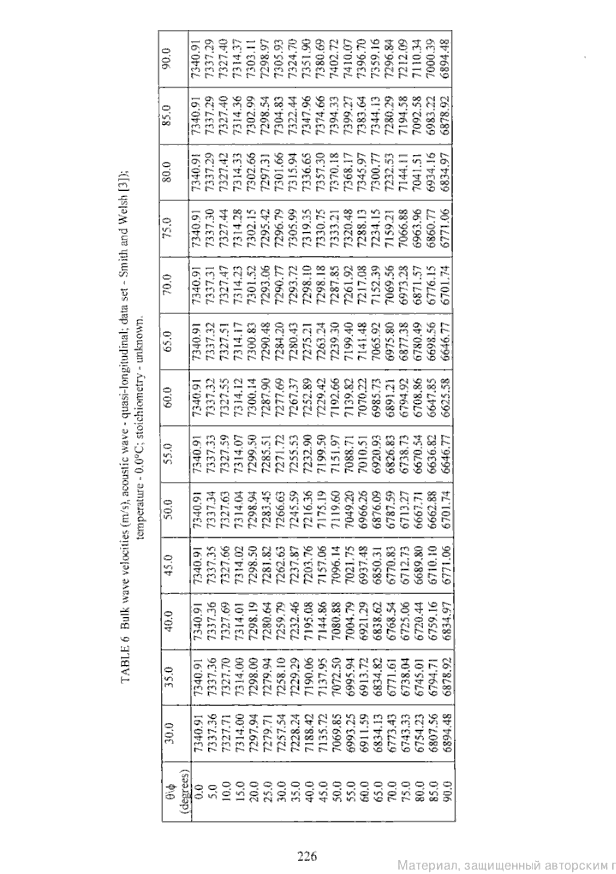 TABLE 6 Bulk wave velocities (m/s), acoustic wave - quasi-longitudinal; data set - Smith and Welsh [3]);
temperature - 0.0°C; stoichiometry - unknown.
θ\φ 30.0 35.0 40.0 45.0 50.0 55.0 60.0 65.0 70.0 75.0 80.0 85.0 90.0
(degrees)
0.0 7340.91 7340.91 7340.91 7340.91 7340.91 7340.91 7340.91 7340.91 7340.91 7340.91 7340.91 7340.91 7340.91
5.0 7337.36 7337.36 7337.36 7337.35 7337.34 7337.33 7337.32 7337.32 7337.31 7337.30 7337.29 7337.29 7337.29
10.0 7327.71 7327.70 7327.69 7327.66 7327.63 7327.59 7327.55 7327.51 7327.47 7327.44 7327.42 7327.40 7327.40
15.0 7314.00 7314.00 7314.01 7314.02 7314.04 7314.07 7314.12 7314.17 7314.23 7314.28 7314.33 7314.36 7314.37
20.0 7297.94 7298.00 7298.19 7298.50 7298.94 7299.50 7300.14 7300.83 7301.52 7302.15 7302.66 7302.99 7303.11
25.0 7279.71 7279.94 7280.64 7281.82 7283.45 7285.51 7287.90 7290.48 7293.06 7295.42 7297.31 7298.54 7298.97
30.0 7257.54 7258.10 7259.79 7262.63 7266.63 7271.72 7277.69 7284.20 7290.77 7296.79 7301.66 7304.83 7305.93
35.0 7228.24 7229.29 7232.46 7237.87 7245.59 7255.53 7267.37 7280.43 7293.72 7305.99 7315.94 7322.44 7324.70
40.0 7188.42 7190.06 7195.08 7203.76 7216.36 7232.90 7252.89 7275.21 7298.10 7319.35 7336.65 7347.96 7351.90
45.0 7135.72 7137.95 7144.86 7157.06 7175.19 7199.50 7229.42 7263.24 7298.18 7330.75 7357.30 7374.66 7380.69
50.0 7069.85 7072.50 7080.88 7096.14 7119.60 7151.97 7192.66 7239.30 7287.85 7333.21 7370.18 7394.33 7402.72
55.0 6993.25 6995.94 7004.79 7021.75 7049.20 7088.71 7139.82 7199.40 7261.92 7320.48 7368.17 7399.27 7410.07
60.0 6911.59 6913.72 6921.29 6937.48 6966.26 7010.51 7070.22 7141.48 7217.08 7288.13 7345.97 7383.64 7396.70
65.0 6834.13 6834.82 6838.62 6850.31 6876.09 6920.93 6985.73 7065.92 7152.39 7234.15 7300.77 7344.13 7359.16
70.0 6773.43 6771.61 6768.54 6770.83 6787.59 6826.83 6891.21 6975.80 7069.56 7159.21 7232.53 7280.29 7296.84
75.0 6743.33 6738.04 6725.06 6712.73 6713.27 6738.73 6794.92 6877.38 6973.28 7066.88 7144.11 7194.58 7212.09
80.0 6754.23 6745.01 6720.44 6689.80 6667.71 6670.54 6708.86 6780.49 6871.57 6963.96 7041.51 7092.58 7110.34
85.0 6807.56 6794.71 6759.16 6710.10 6662.88 6636.82 6647.85 6698.56 6776.15 6860.77 6934.16 6983.22 7000.39
90.0 6894.48 6878.92 6834.97 6771.06 6701.74 6646.77 6625.58 6646.77 6701.74 6771.06 6834.97 6878.92 6894.48
226
Материал, защищенный авторским п